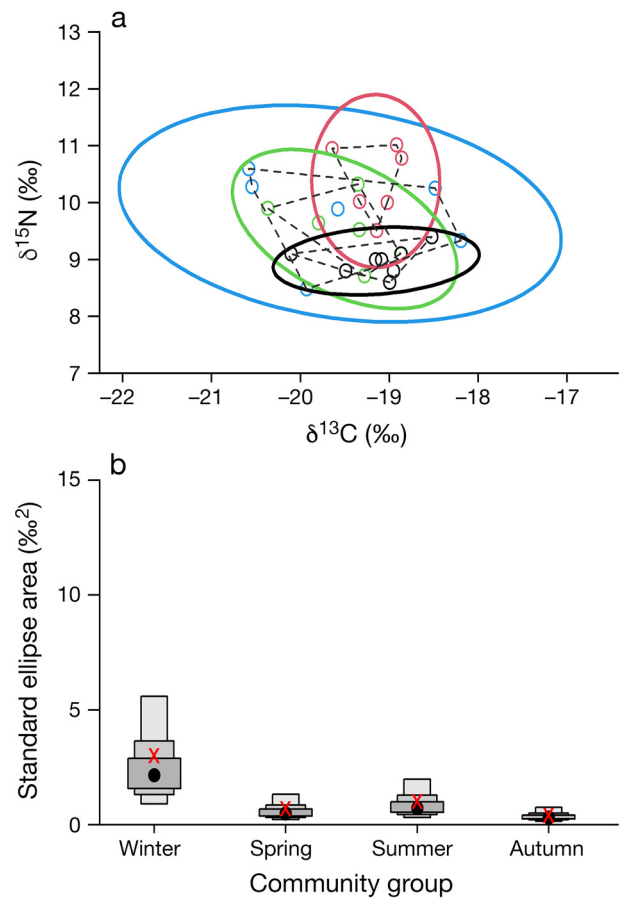 a
13
12
11
10
9
8
7
δ15N (‰)
–22 –21 –20 –19 –18 –17
δ13C (‰)
b
15
10
5
0
Standard ellipse area (‰2)
X X X X
Winter Spring Summer Autumn
Community group